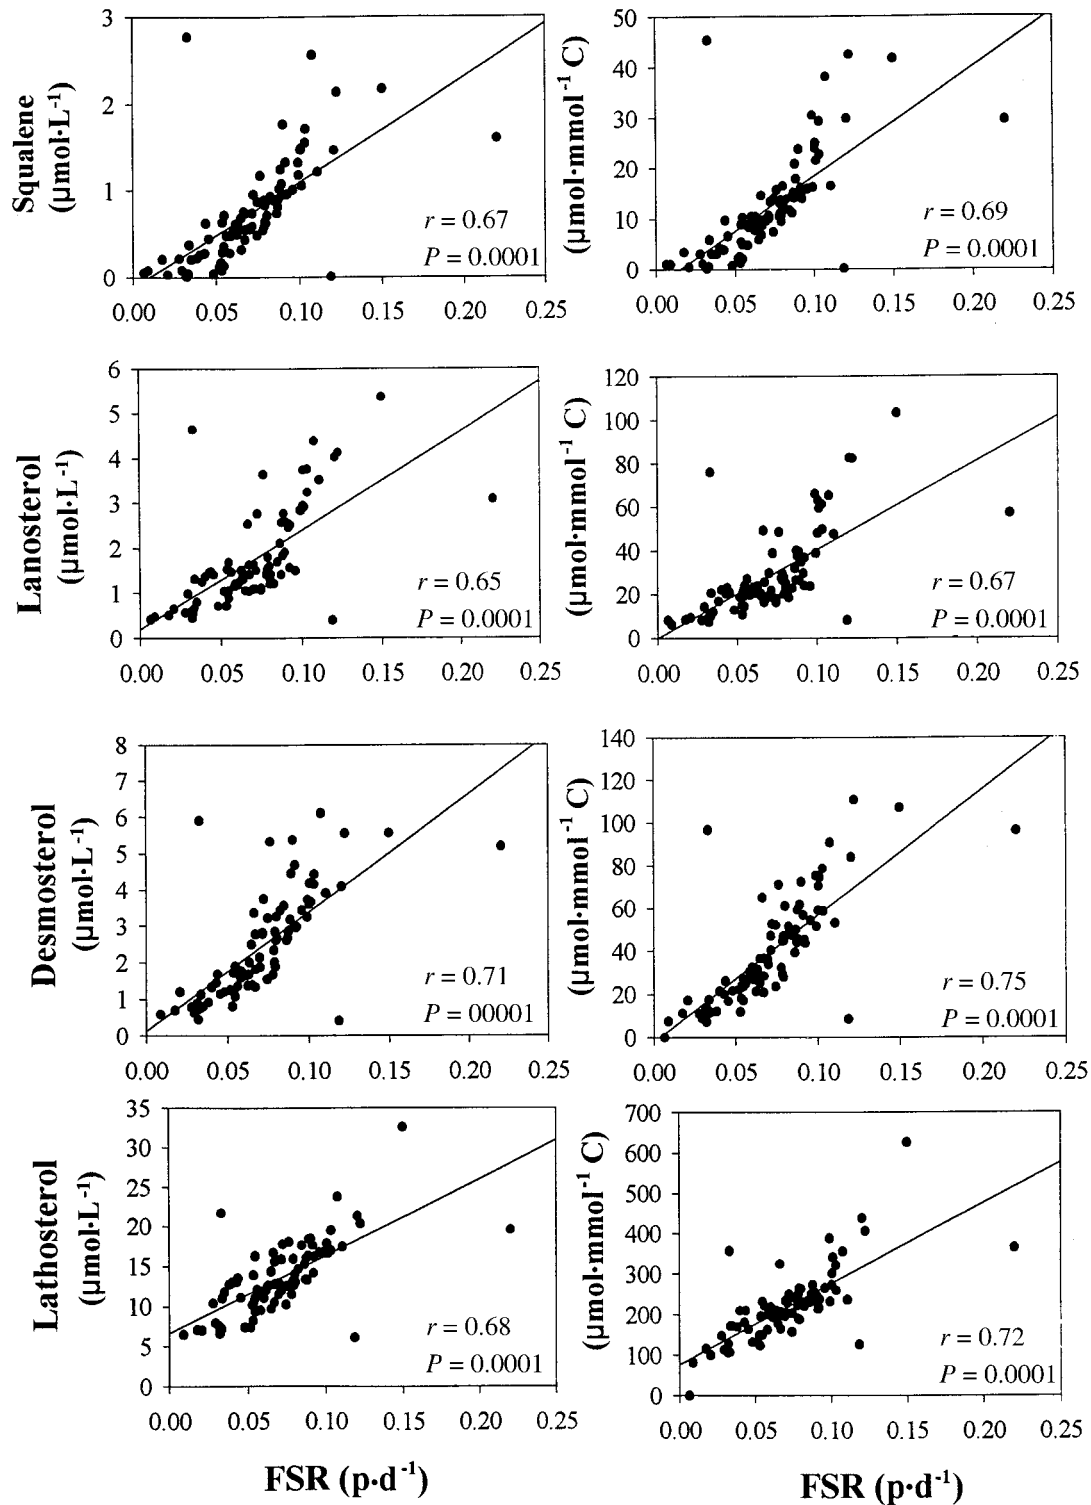 Squalene
(µmol·L⁻¹)
3
2
1
0
r = 0.67
P = 0.0001
0.00 0.05 0.10 0.15 0.20 0.25
(µmol·mmol⁻¹ C)
50
40
30
20
10
0
r = 0.69
P = 0.0001
0.00 0.05 0.10 0.15 0.20 0.25
Lanosterol
(µmol·L⁻¹)
6
5
4
3
2
1
0
r = 0.65
P = 0.0001
0.00 0.05 0.10 0.15 0.20 0.25
(µmol·mmol⁻¹ C)
120
100
80
60
40
20
0
r = 0.67
P = 0.0001
0.00 0.05 0.10 0.15 0.20 0.25
Desmosterol
(µmol·L⁻¹)
8
7
6
5
4
3
2
1
0
r = 0.71
P = 00001
0.00 0.05 0.10 0.15 0.20 0.25
(µmol·mmol⁻¹ C)
140
120
100
80
60
40
20
0
r = 0.75
P = 0.0001
0.00 0.05 0.10 0.15 0.20 0.25
Lathosterol
(µmol·L⁻¹)
35
30
25
20
15
10
5
0
r = 0.68
P = 0.0001
0.00 0.05 0.10 0.15 0.20 0.25
FSR (p·d⁻¹)
(µmol·mmol⁻¹ C)
700
600
500
400
300
200
100
0
r = 0.72
P = 0.0001
0.00 0.05 0.10 0.15 0.20 0.25
FSR (p·d⁻¹)